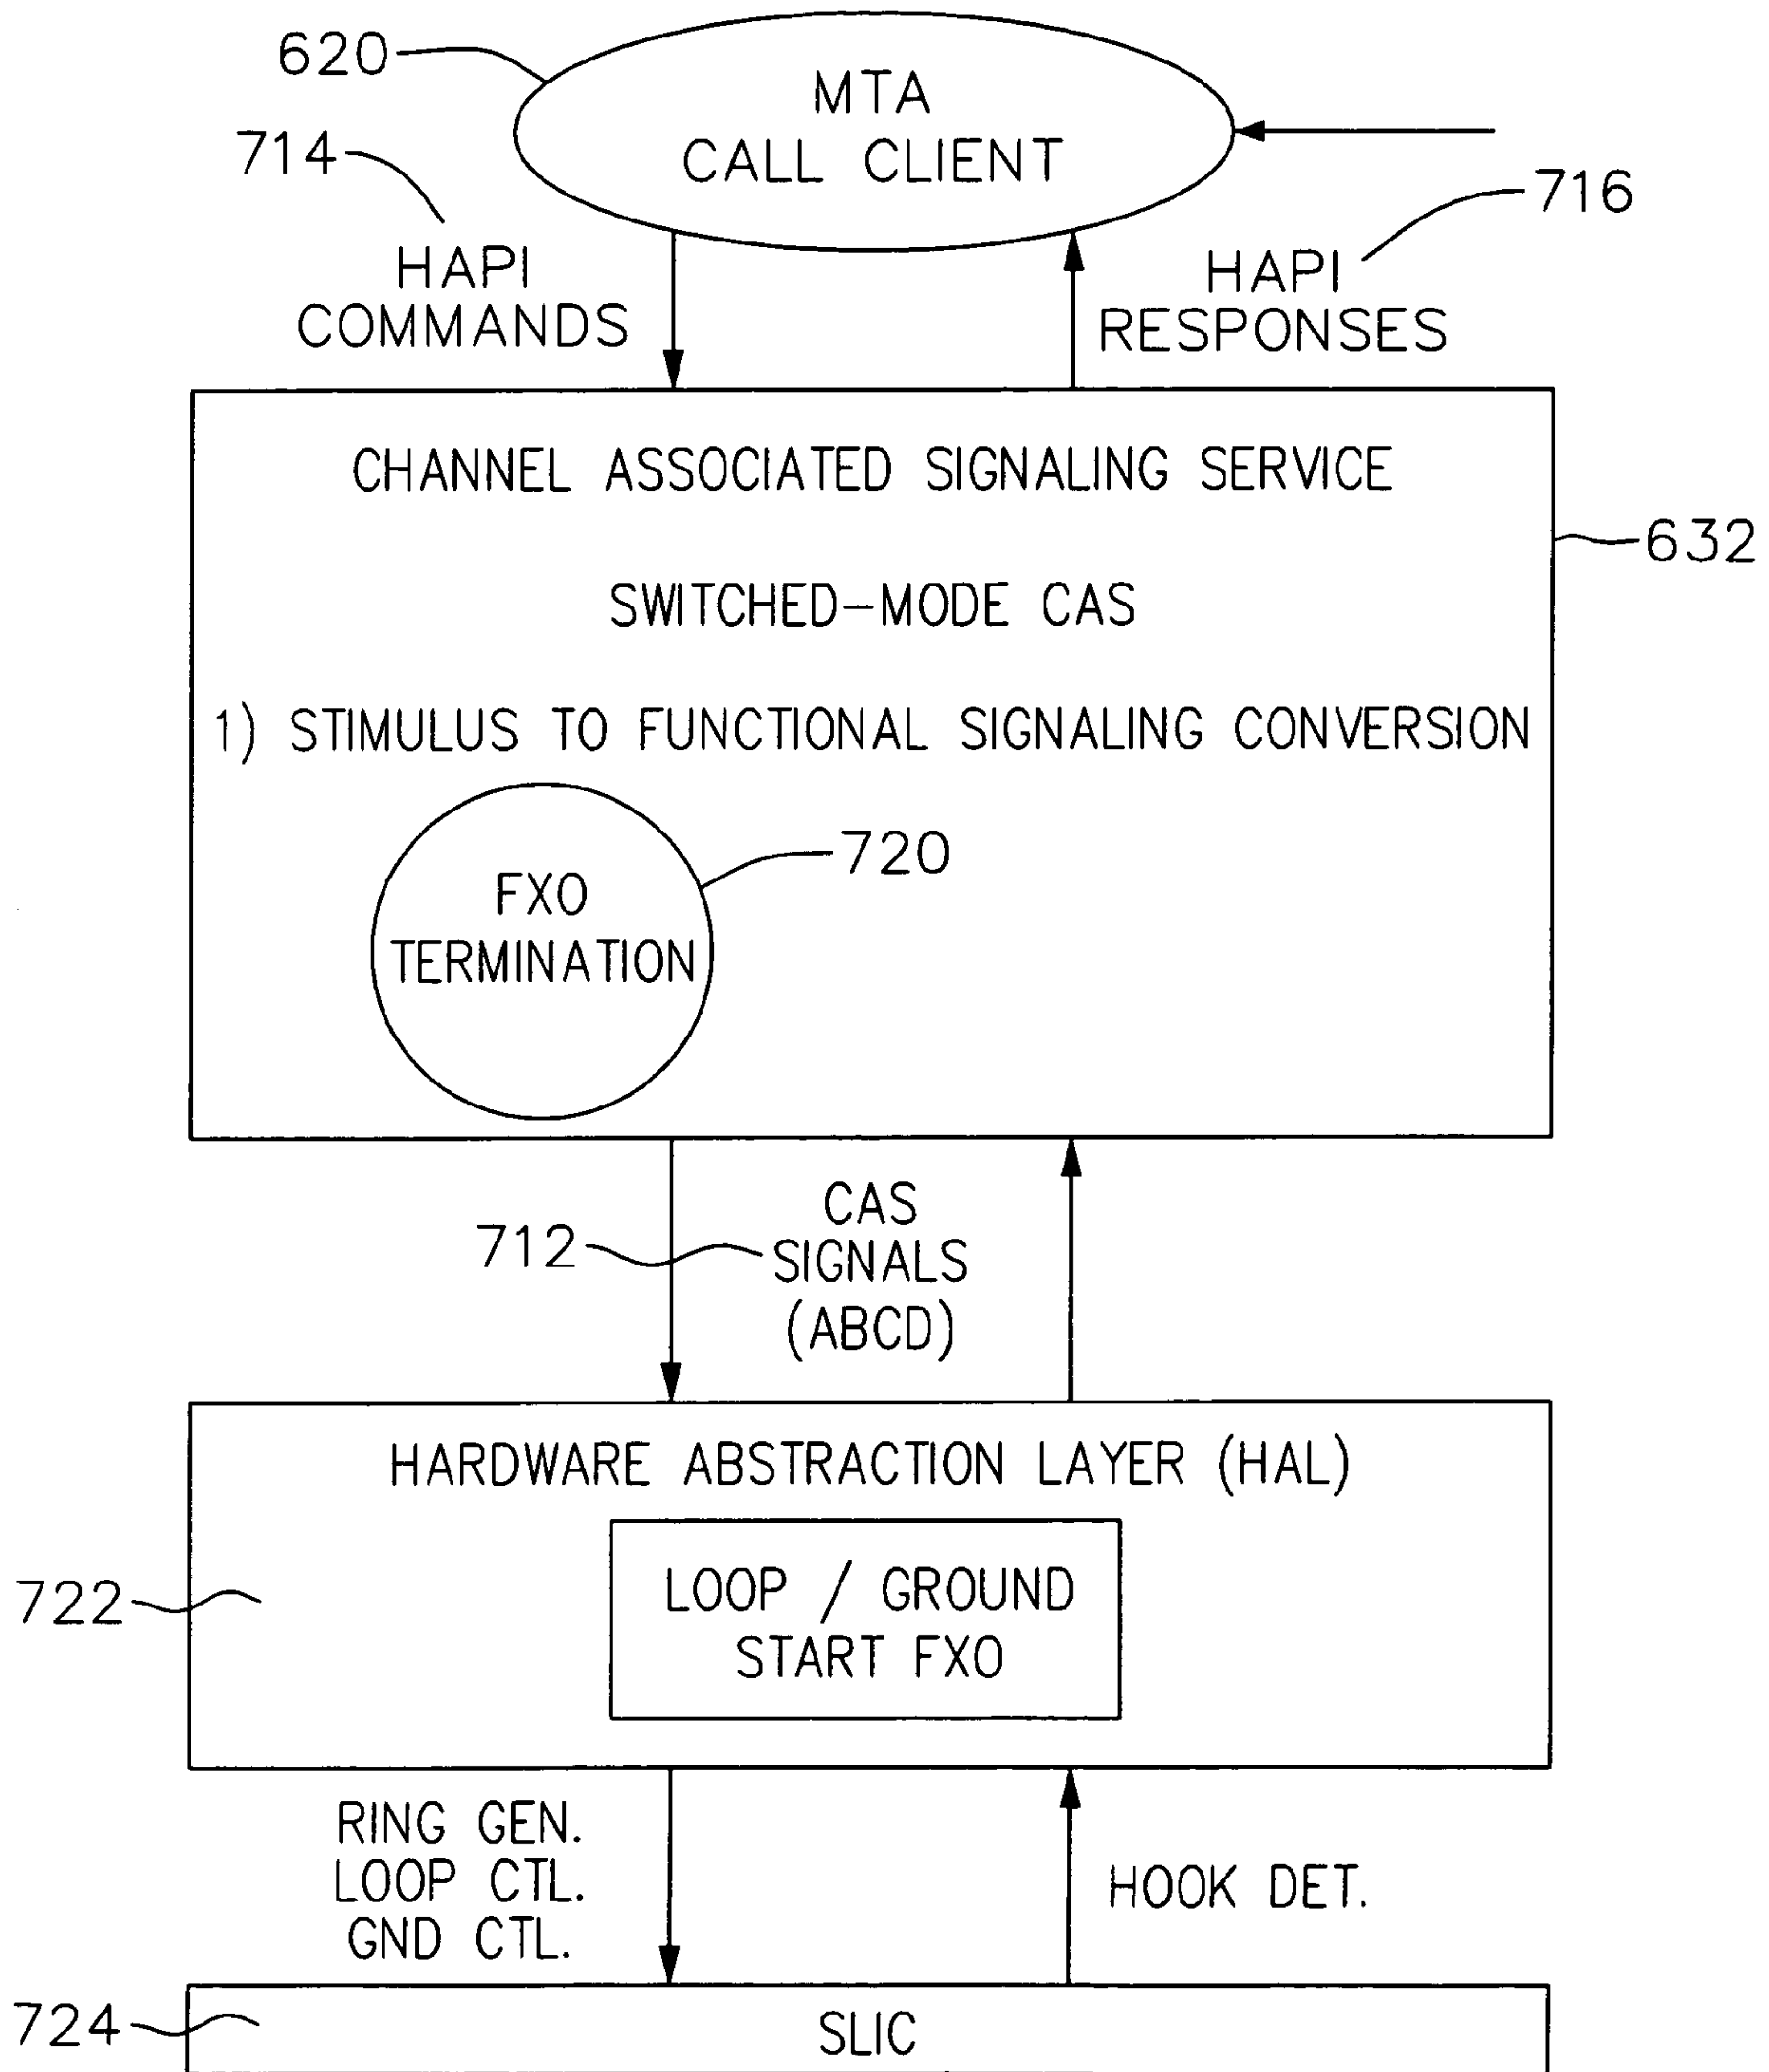 620
MTA
CALL CLIENT
714
716
HAPI
COMMANDS
HAPI
RESPONSES
CHANNEL ASSOCIATED SIGNALING SERVICE
632
SWITCHED-MODE CAS
1) STIMULUS TO FUNCTIONAL SIGNALING CONVERSION
720
FXO
TERMINATION
712
CAS
SIGNALS
(ABCD)
HARDWARE ABSTRACTION LAYER (HAL)
722
LOOP / GROUND
START FXO
RING GEN.
LOOP CTL.
GND CTL.
HOOK DET.
724
SLIC